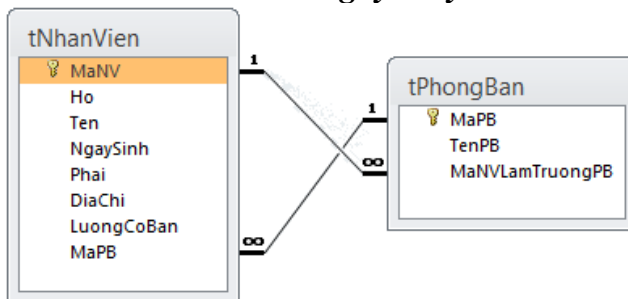 tNhanVien
MaNV
Ho
Ten
NgaySinh
Phai
DiaChi
LuongCoBan
MaPB
1
∞
1
∞
tPhongBan
MaPB
TenPB
MaNVLamTruongPB